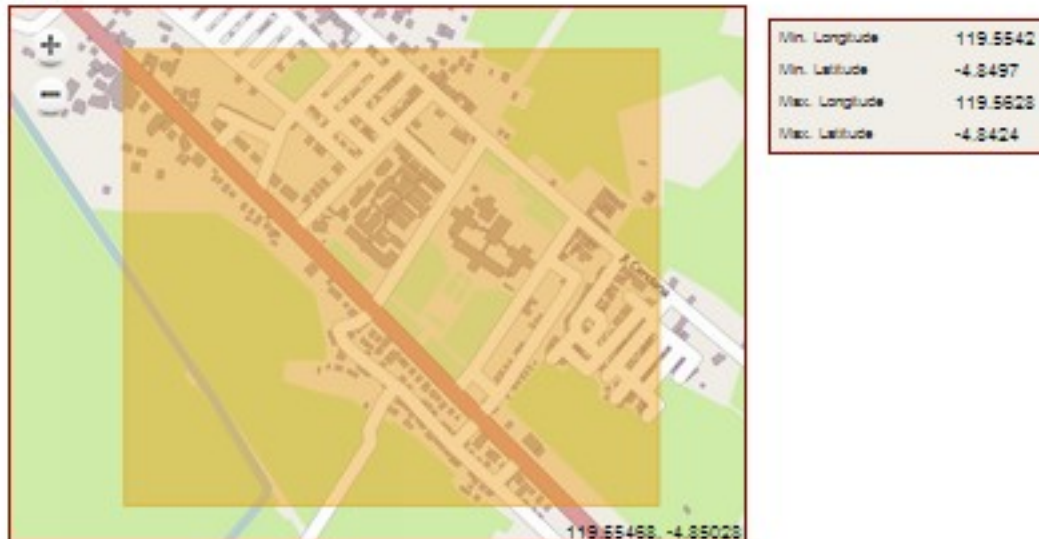 +
−
Min. Longitude 119.5542
Min. Latitude -4.8497
Max. Longitude 119.5628
Max. Latitude -4.8424
119.55468, -4.85028